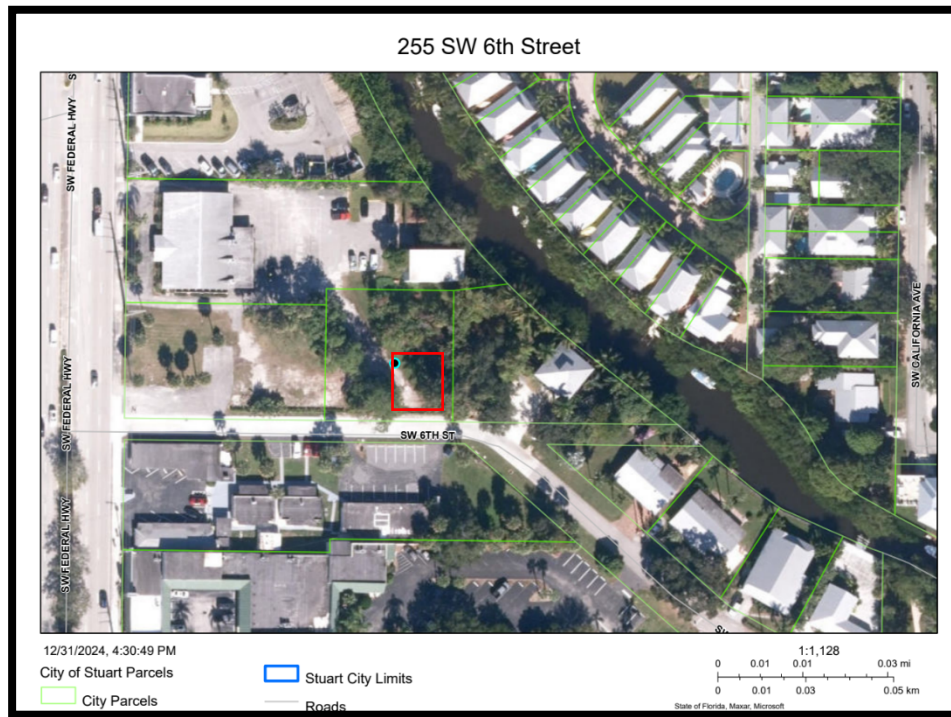 255 SW 6th Street
S
SW FEDERAL HWY
SW FEDERAL HWY
SW FEDERAL HWY
SW CALIFORNIA AVE
SW 6TH ST
SW
12/31/2024, 4:30:49 PM
City of Stuart Parcels
City Parcels
Stuart City Limits
Roads
1:1,128
0 0.01 0.01 0.03 mi
0 0.01 0.03 0.05 km
State of Florida, Maxar, Microsoft